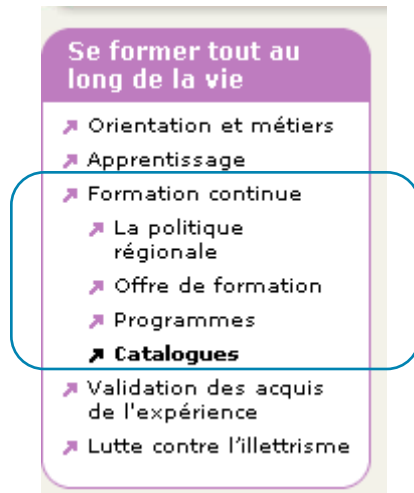 Se former tout au
long de la vie
Orientation et métiers
Apprentissage
Formation continue
La politique
régionale
Offre de formation
Programmes
Catalogues
Validation des acquis
de l'expérience
Lutte contre l'illettrisme